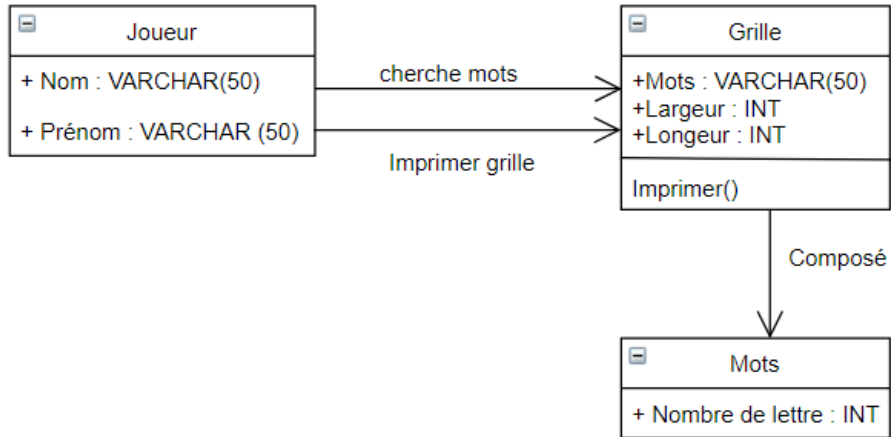 Joueur
+ Nom : VARCHAR(50)
+ Prénom : VARCHAR (50)
cherche mots
Imprimer grille
Grille
+Mots : VARCHAR(50)
+Largeur : INT
+Longeur : INT
Imprimer()
Composé
Mots
+ Nombre de lettre : INT